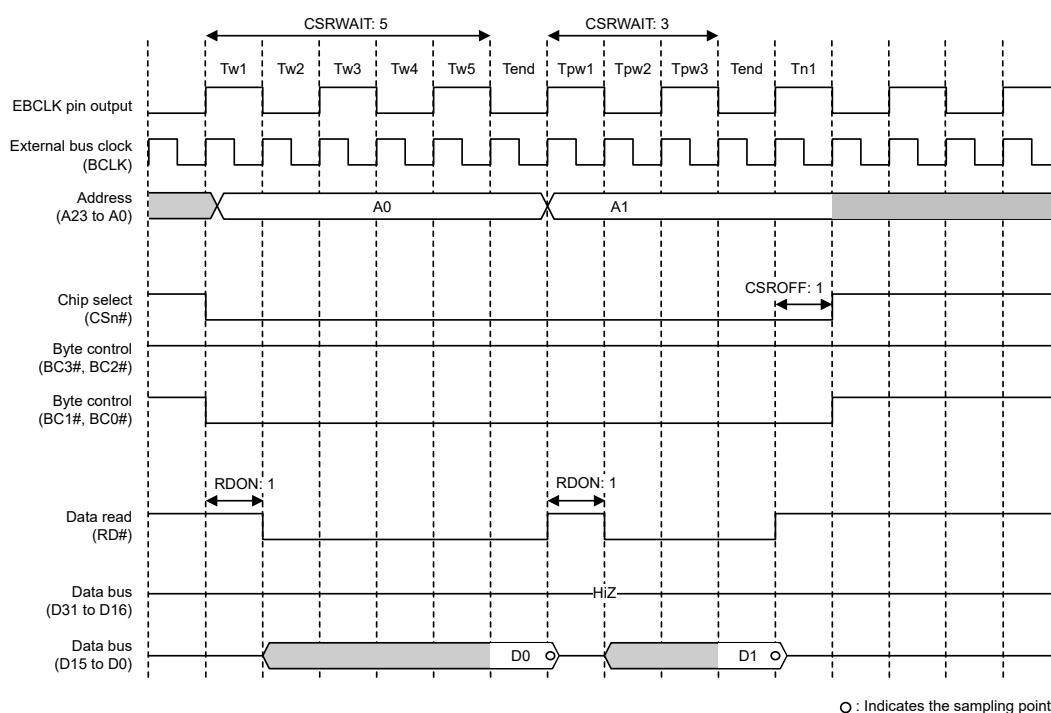 CSRWAIT: 5 CSRWAIT: 3
Tw1 Tw2 Tw3 Tw4 Tw5 Tend Tpw1 Tpw2 Tpw3 Tend Tn1
EBCLK pin output
External bus clock
(BCLK)
Address
(A23 to A0)
A0 A1
CSROFF: 1
Chip select
(CSn#)
Byte control
(BC3#, BC2#)
Byte control
(BC1#, BC0#)
RDON: 1 RDON: 1
Data read
(RD#)
Data bus
(D31 to D16)
HiZ
Data bus
(D15 to D0)
D0 D1
: Indicates the sampling point